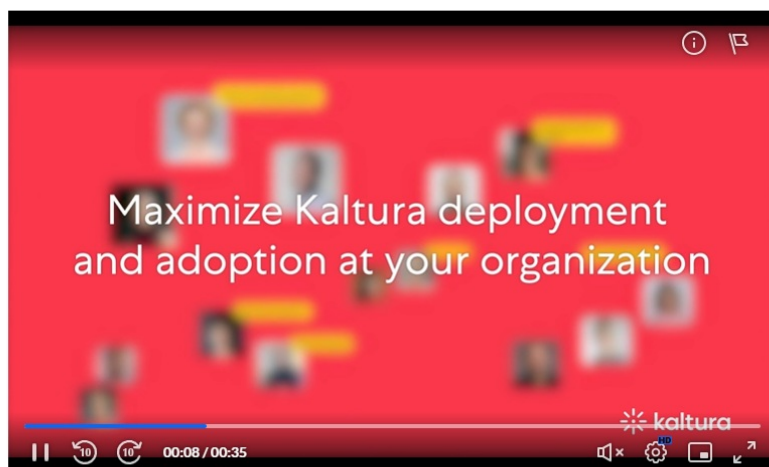 Maximize Kaltura deployment
and adoption at your organization
kaltura
10
10
00:08 / 00:35
HD